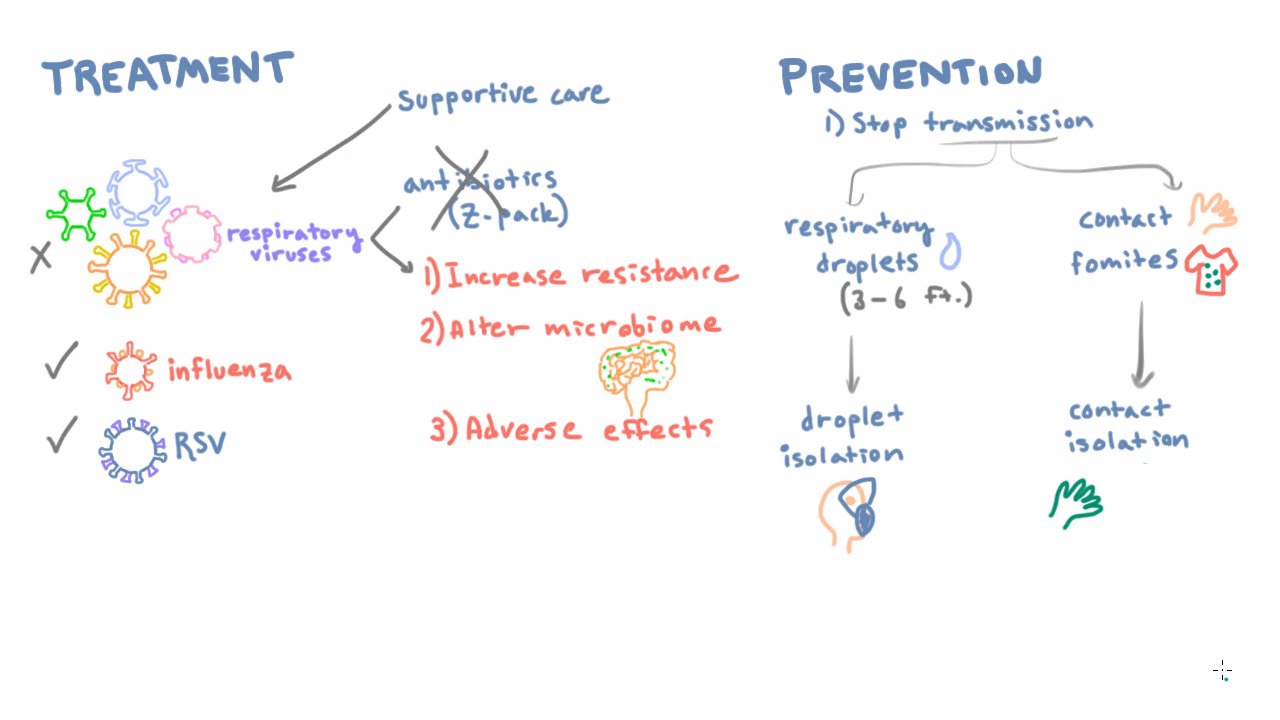 TREATMENT
supportive care
antibiotics
(Z-pack)
respiratory
viruses
1) Increase resistance
2) Alter microbiome
3) Adverse effects
X
influenza
RSV
PREVENTION
1) Stop transmission
respiratory
droplets
(3-6 ft.)
droplet
isolation
contact
fomites
contact
isolation